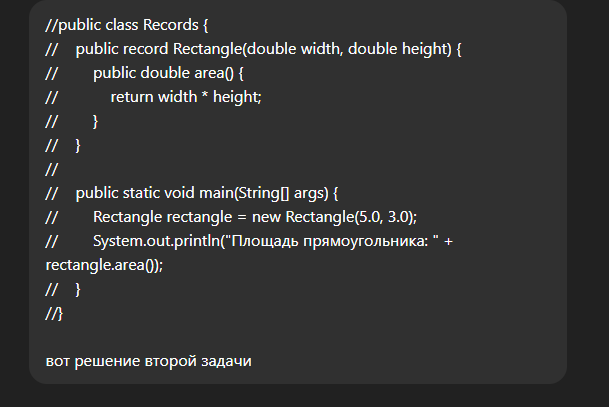 //public class Records {
//    public record Rectangle(double width, double height) {
//        public double area() {
//            return width * height;
//        }
//    }
//
//    public static void main(String[] args) {
//        Rectangle rectangle = new Rectangle(5.0, 3.0);
//        System.out.println("Площадь прямоугольника: " +
rectangle.area());
//    }
//}
вот решение второй задачи